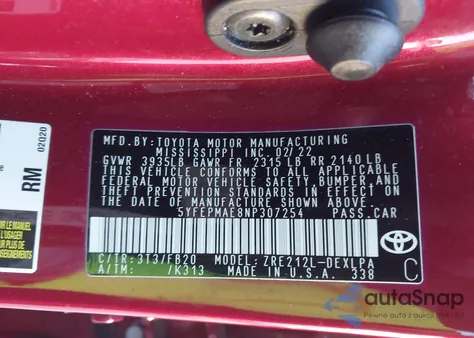 MFD.BY:TOYOTA MOTOR MANUFACTURING
MISSISSIPPI INC. 02/22
GVWR 3935LB GAWR FR 2315 LB RR 2140 LB
THIS VEHICLE CONFORMS TO ALL APPLICABLE
FEDERAL MOTOR VEHICLE SAFETY, BUMPER, AND
THEFT PREVENTION STANDARDS IN EFFECT ON
THE DATE OF MANUFACTURE SHOWN ABOVE.
5YFEPMAE8NP307254 PASS.CAR
C/TR:3T3/FB20 MODEL:ZRE212L-DEXLPA
A/TM: /K313 MADE IN U.S.A. 338
TOYOTA
C
RM
02020
L'USAGER
autoSnap